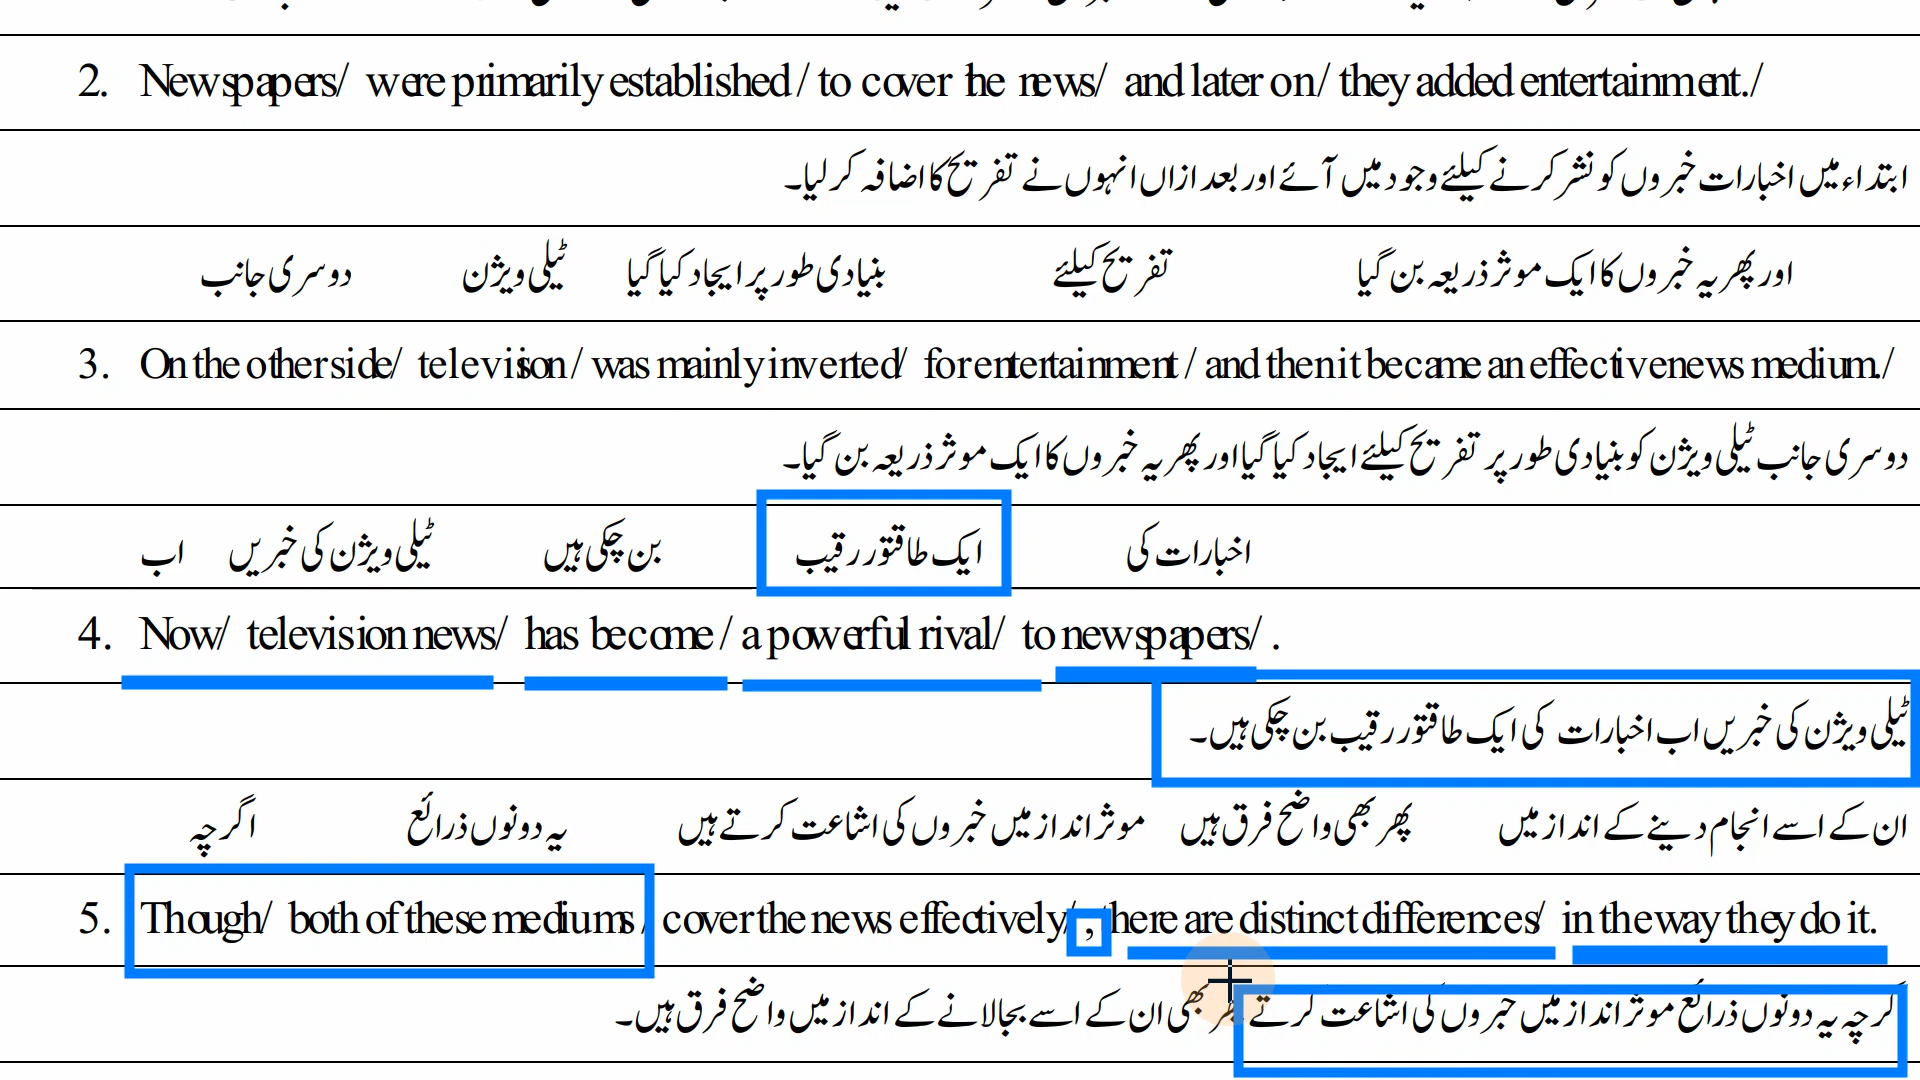 2. Newspapers/ were primarily established / to cover the news/ and later on / they added entertainment./
ابتداء میں اخبارات خبروں کو نشر کرنے کیلئے وجود میں آئے اور بعد ازاں انہوں نے تفریح کا اضافہ کر لیا۔
دوسری جانب ٹیلی ویژن بنیادی طور پر ایجاد کیا گیا تفریح کیلئے اور پھر یہ خبروں کا ایک موثر ذریعہ بن گیا
3. On the other side/ television / was mainly inverted/ for entertainment / and then it became an effective news medium./
دوسری جانب ٹیلی ویژن کو بنیادی طور پر تفریح کیلئے ایجاد کیا گیا اور پھر یہ خبروں کا ایک موثر ذریعہ بن گیا۔
اب ٹیلی ویژن کی خبریں بن چکی ہیں ایک طاقتور رقیب اخبارات کی
4. Now/ television news/ has become / a powerful rival/ to newspapers/ .
ٹیلی ویژن کی خبریں اب اخبارات کی ایک طاقتور رقیب بن چکی ہیں۔
اگرچہ یہ دونوں ذرائع موثر انداز میں خبروں کی اشاعت کرتے ہیں پھر بھی واضح فرق ہیں ان کے اسے انجام دینے کے انداز میں
5. Though/ both of these mediums / cover the news effectively/, there are distinct differences/ in the way they do it.
گرچہ یہ دونوں ذرائع موثر انداز میں خبروں کی اشاعت کرتے بھی ان کے اسے بجالانے کے انداز میں واضح فرق ہیں۔